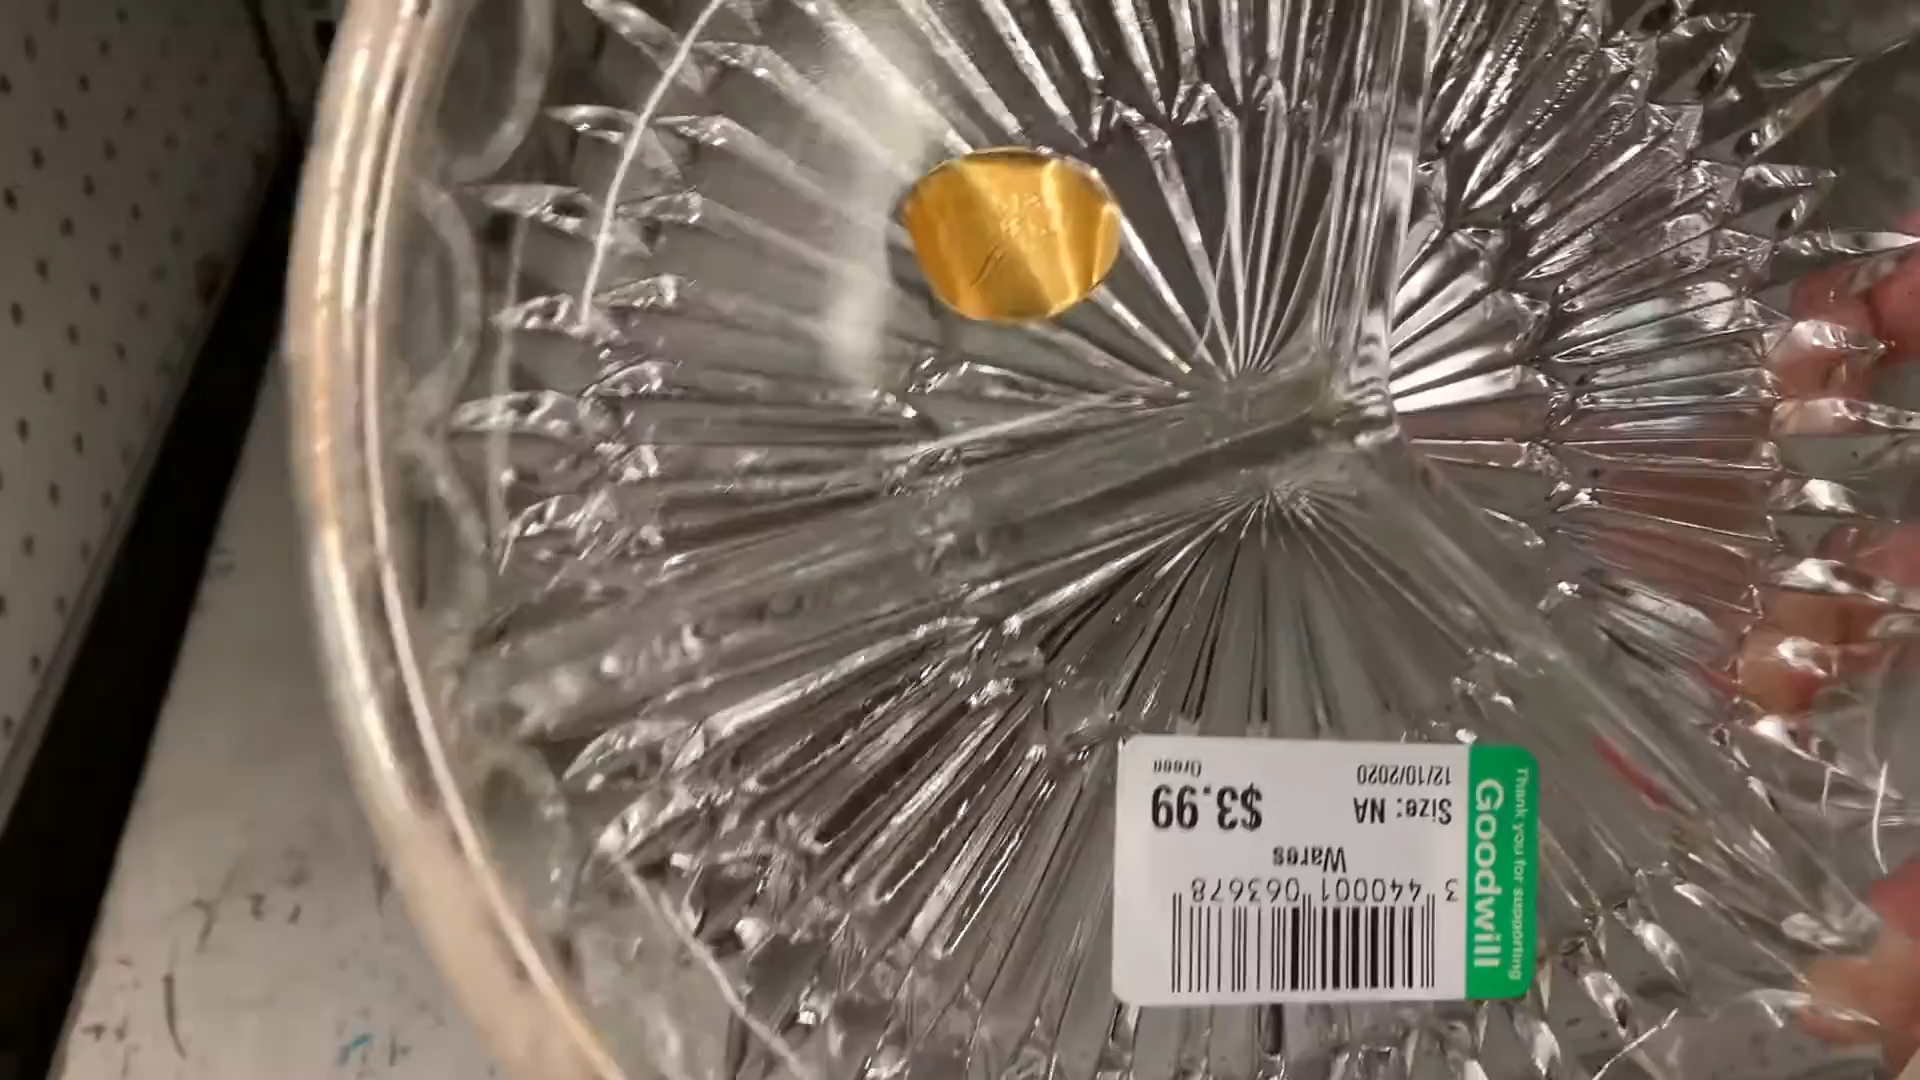 Thank you for supporting
Goodwill
3 440001 063678
Wares
Size: NA
$3.99
12/10/2020
Green